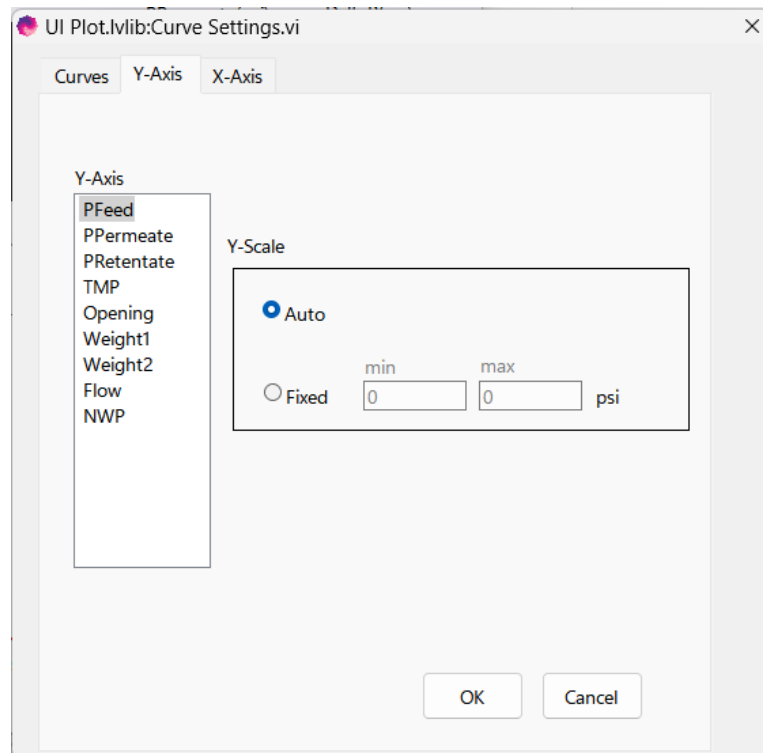 UI Plot.lvlib:Curve Settings.vi
Curves
Y-Axis
X-Axis
Y-Axis
PFeed
PPermeate
PRetentate
TMP
Opening
Weight1
Weight2
Flow
NWP
Y-Scale
Auto
min max
Fixed 0 0 psi
OK
Cancel